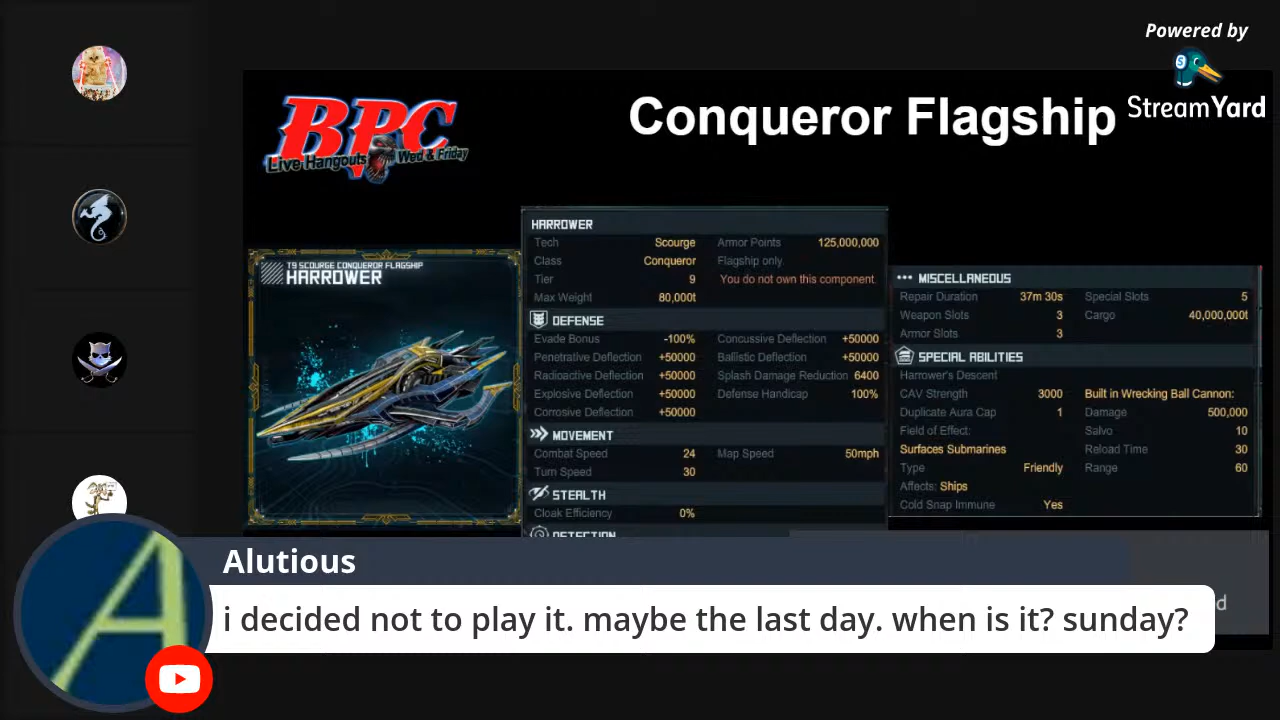 Powered by
StreamYard
BPC
Live Hangouts Wed & Friday
Conqueror Flagship
T9 SCOURGE CONQUEROR FLAGSHIP
HARROWER
HARROWER
Tech Scourge Armor Points 125,000,000
Class Conqueror Flagship only.
Tier 9 You do not own this component.
Max Weight 80,000t
DEFENSE
Evade Bonus -100% Concussive Deflection +50000
Penetrative Deflection +50000 Ballistic Deflection +50000
Radioactive Deflection +50000 Splash Damage Reduction 6400
Explosive Deflection +50000 Defense Handicap 100%
Corrosive Deflection +50000
MOVEMENT
Combat Speed 24 Map Speed 50mph
Turn Speed 30
STEALTH
Cloak Efficiency 0%
DETECTION
••• MISCELLANEOUS
Repair Duration 37m 30s Special Slots 5
Weapon Slots 3 Cargo 40,000,000t
Armor Slots 3
SPECIAL ABILITIES
Harrower's Descent
CAV Strength 3000 Built in Wrecking Ball Cannon:
Duplicate Aura Cap 1 Damage 500,000
Field of Effect: Salvo 10
Surfaces Submarines Reload Time 30
Type Friendly Range 60
Affects: Ships
Cold Snap Immune Yes
A
Alutious
i decided not to play it. maybe the last day. when is it? sunday?